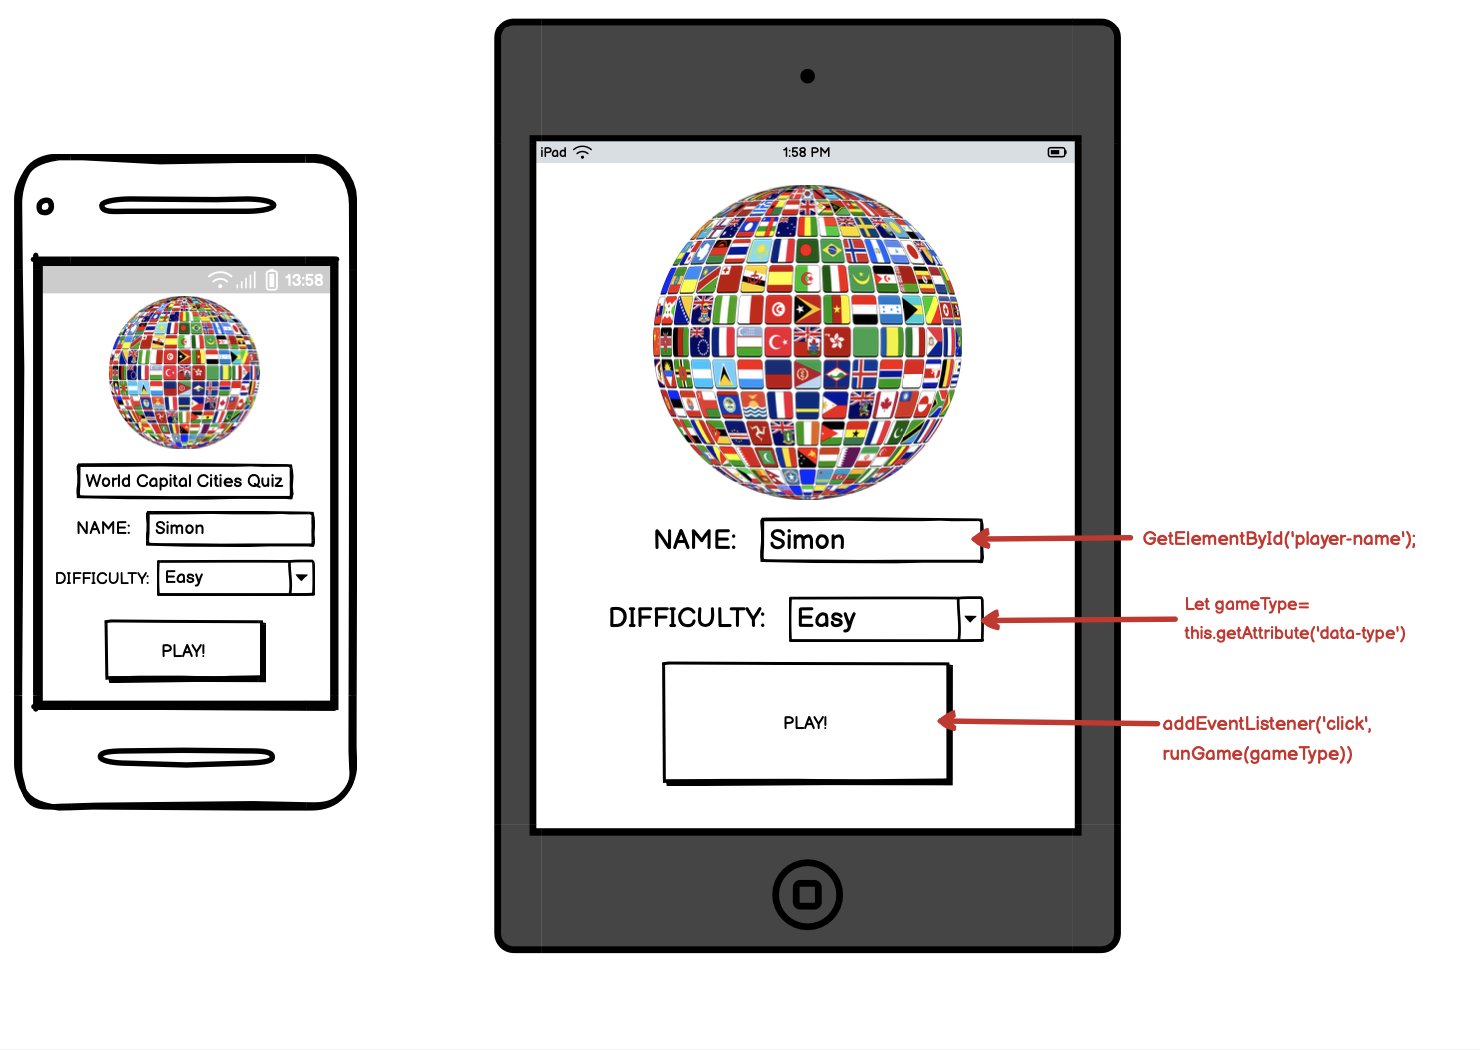 13:58
World Capital Cities Quiz
NAME: Simon
DIFFICULTY: Easy
PLAY!
iPad 1:58 PM
NAME: Simon
DIFFICULTY: Easy
PLAY!
GetElementById('player-name');
Let gameType=
this.getAttribute('data-type')
addEventListener('click',
runGame(gameType))